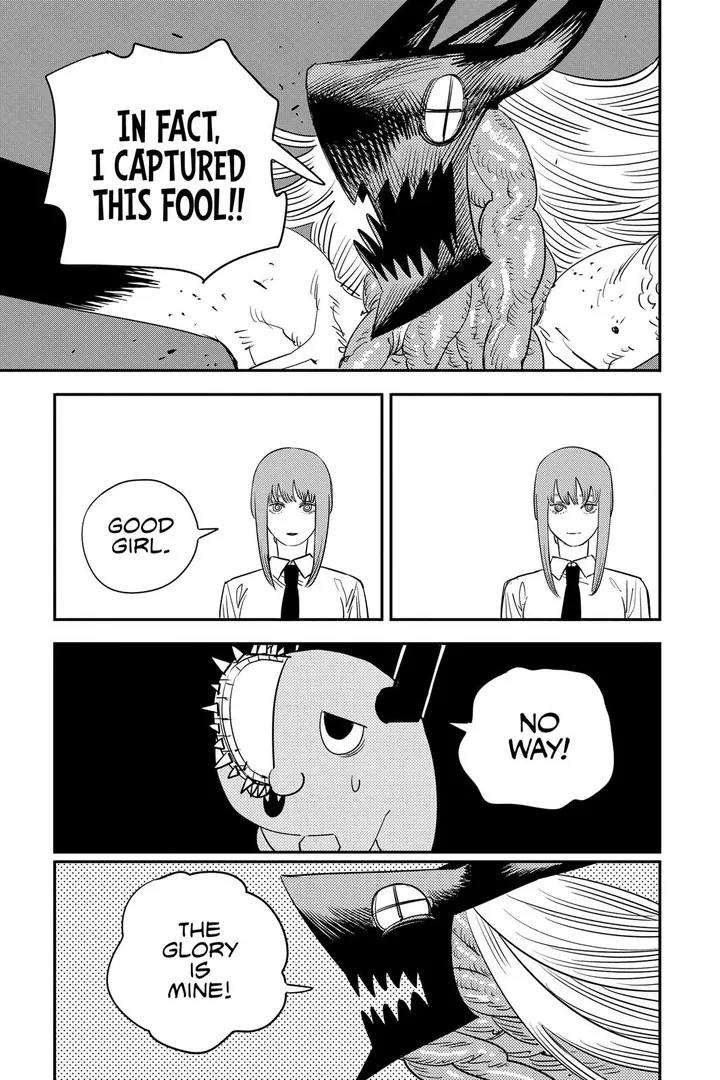 IN FACT,
I CAPTURED
THIS FOOL!!
GOOD
GIRL.
NO
WAY!
THE
GLORY
IS
MINE!